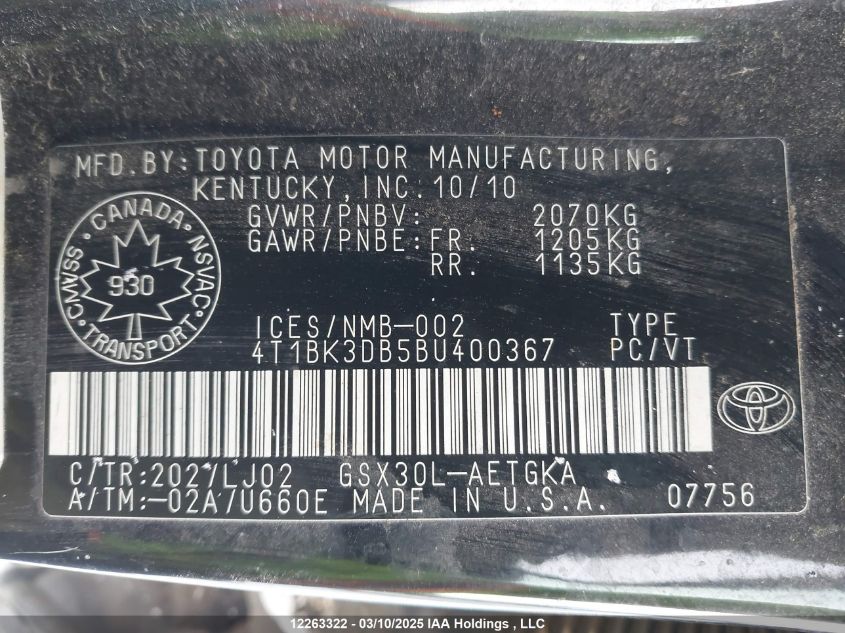 MFD. BY: TOYOTA MOTOR MANUFACTURING,
KENTUCKY, INC. 10/10
GVWR/PNBV: 2070KG
GAWR/PNBE: FR. 1205KG
RR. 1135KG
CANADA
NSVAC • CMVSS
930
TRANSPORT
ICES/NMB-002 TYPE
4T1BK3DB5BU400367 PC/VT
C/TR: 202/LJ02 GSX30L-AETGKA
A/TM: -02A/U660E MADE IN U.S.A. 07756
12263322 - 03/10/2025 IAA Holdings , LLC